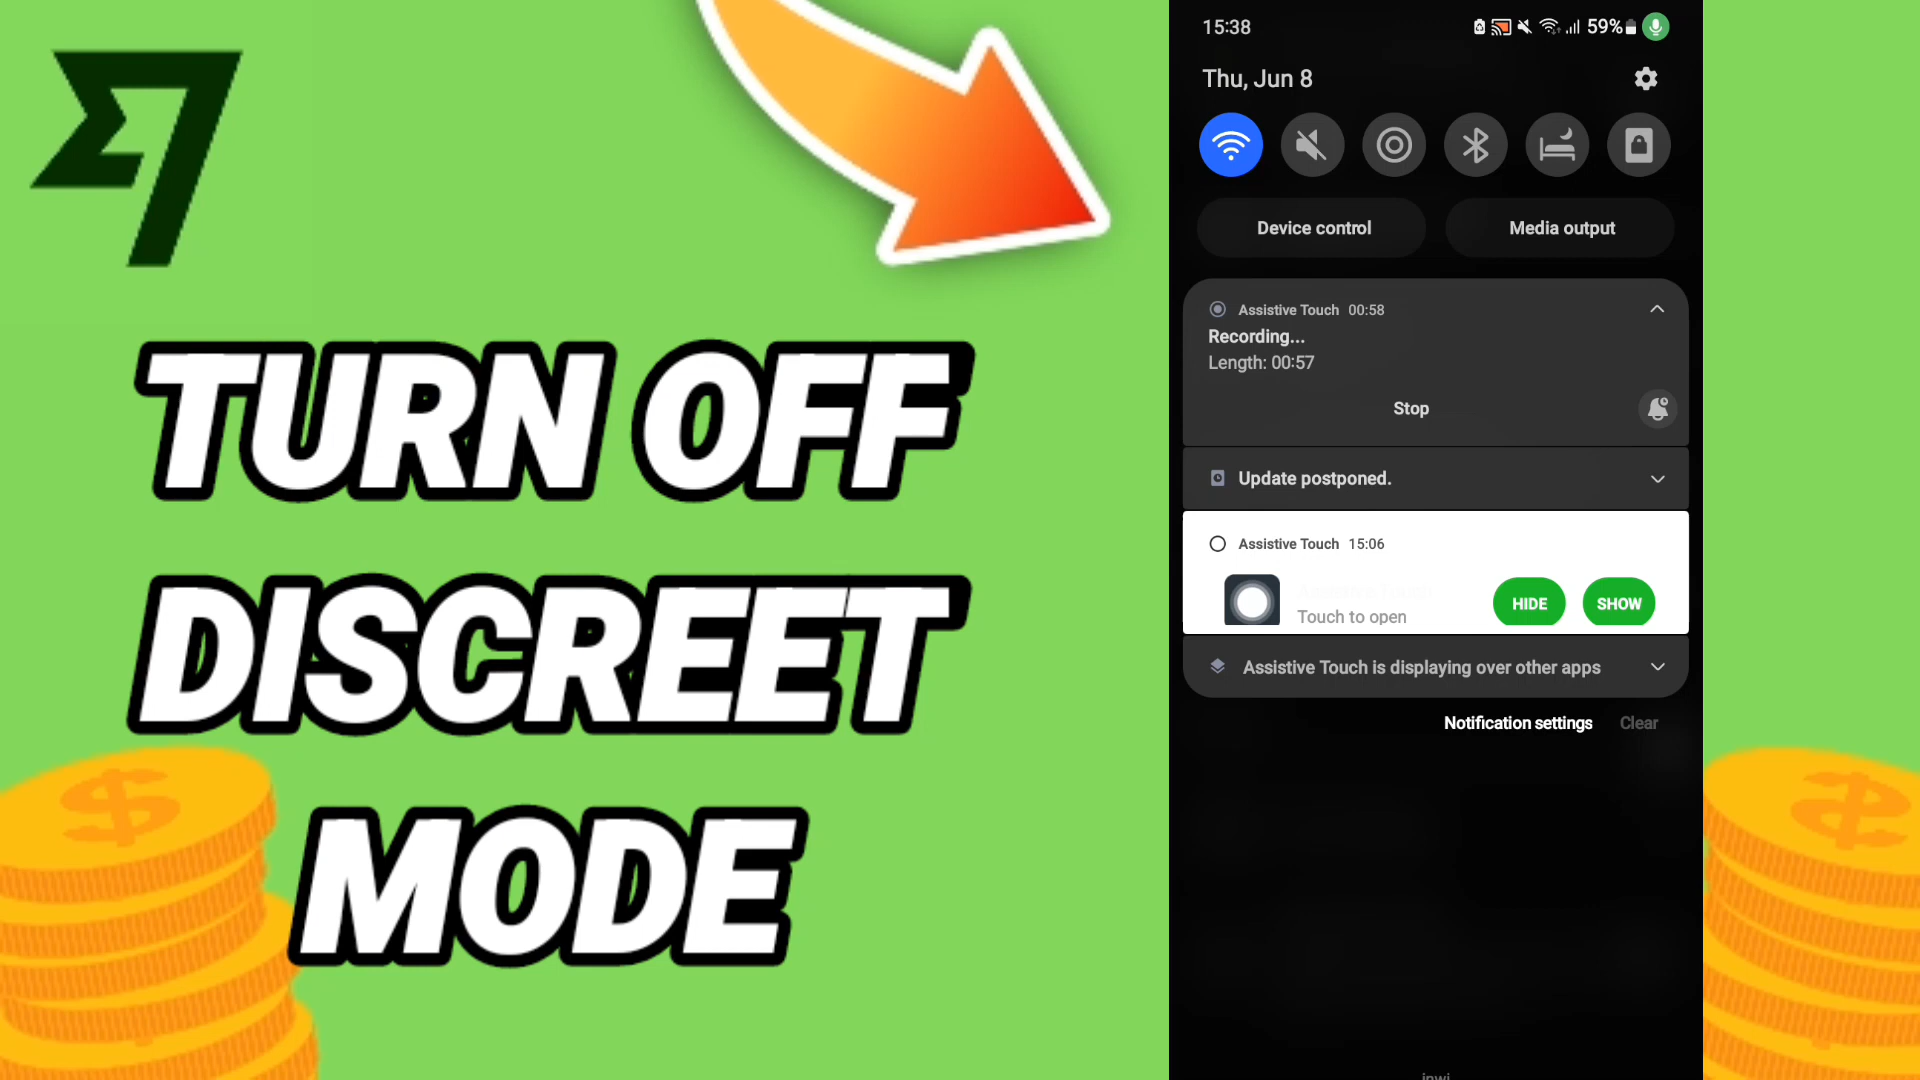 TURN OFF
DISCREET
MODE
15:38
59%
Thu, Jun 8
Device control
Media output
Assistive Touch 00:58
Recording...
Length: 00:57
Stop
Update postponed.
Assistive Touch 15:06
Touch to open
HIDE
SHOW
Assistive Touch is displaying over other apps
Notification settings
Clear